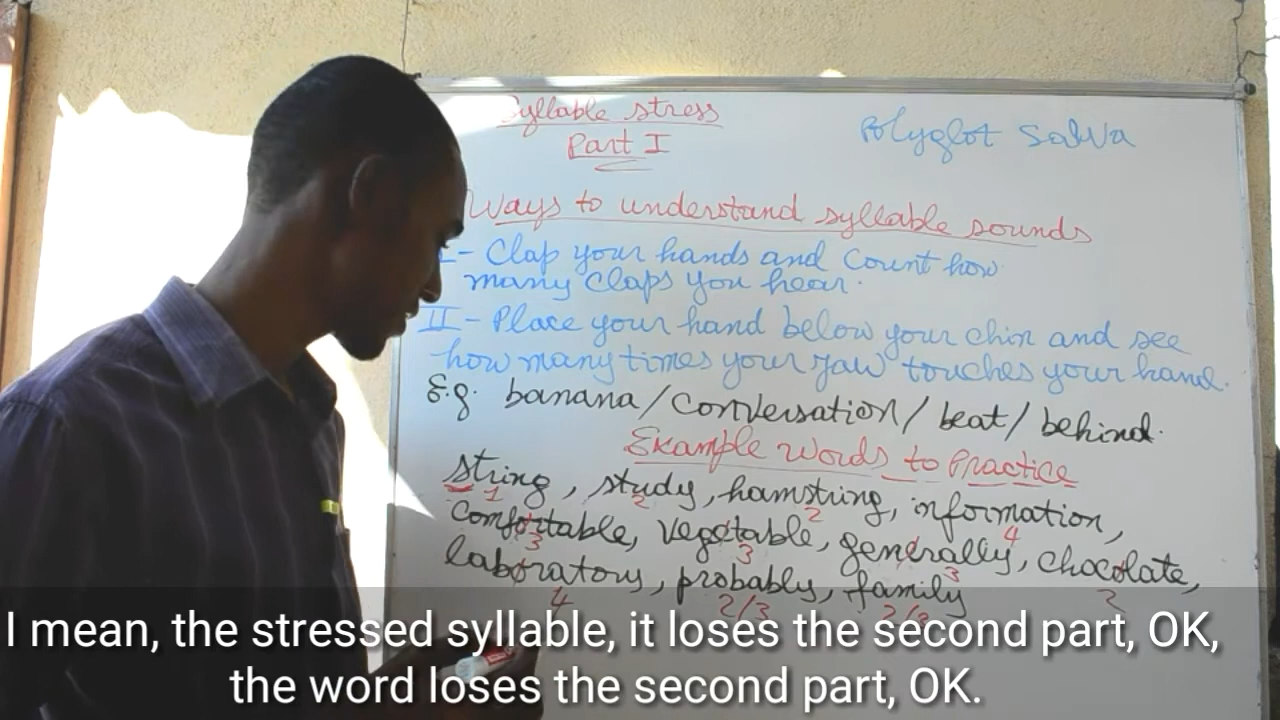 Syllable stress
Part I
Polyglot Salva
Ways to understand syllable sounds
I- Clap your hands and count how
many claps you hear.
II- Place your hand below your chin and see
how many times your jaw touches your hand.
E.g. banana/conversation/beat/behind.
Example Words to Practice
string, study, hamstring, information,
1 2 2 4
comfortable, vegetable, generally, chocolate,
3 3 3 2
laboratory, probably, family
4 2/3 2/3
I mean, the stressed syllable, it loses the second part, OK,
the word loses the second part, OK.